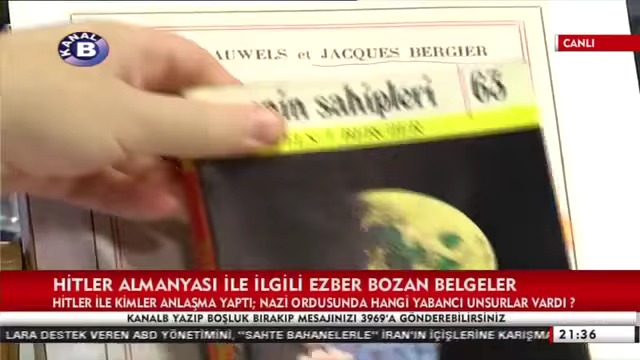 KANAL B
AUWELS et JACQUES BERGIER
CANLI
nin sahipleri 65
HİTLER ALMANYASI İLE İLGİLİ EZBER BOZAN BELGELER
HİTLER İLE KİMLER ANLAŞMA YAPTI; NAZİ ORDUSUNDA HANGİ YABANCI UNSURLAR VARDI ?
KANALB YAZIP BOŞLUK BIRAKIP MESAJINIZI 3969'A GÖNDEREBİLİRSİNİZ
LARA DESTEK VEREN ABD YÖNETİMİNİ, "SAHTE BAHANELERLE" İRAN'IN İÇİŞLERİNE KARIŞMA 21:36